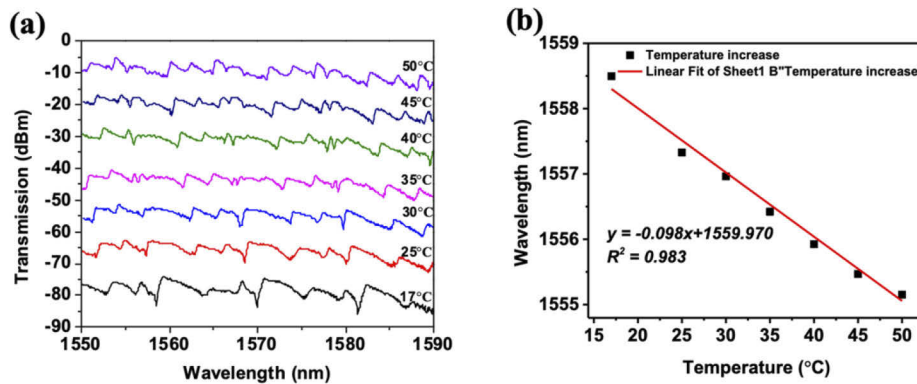 (a)
0
-10
-20
-30
-40
-50
-60
-70
-80
-90
Transmission (dBm)
50°C
45°C
40°C
35°C
30°C
25°C
17°C
1550
1560
1570
1580
1590
Wavelength (nm)
(b)
1559
1558
1557
1556
1555
Wavelength (nm)
Temperature increase
Linear Fit of Sheet1 B"Temperature increase
y = -0.098x+1559.970
R² = 0.983
15
20
25
30
35
40
45
50
Temperature (°C)